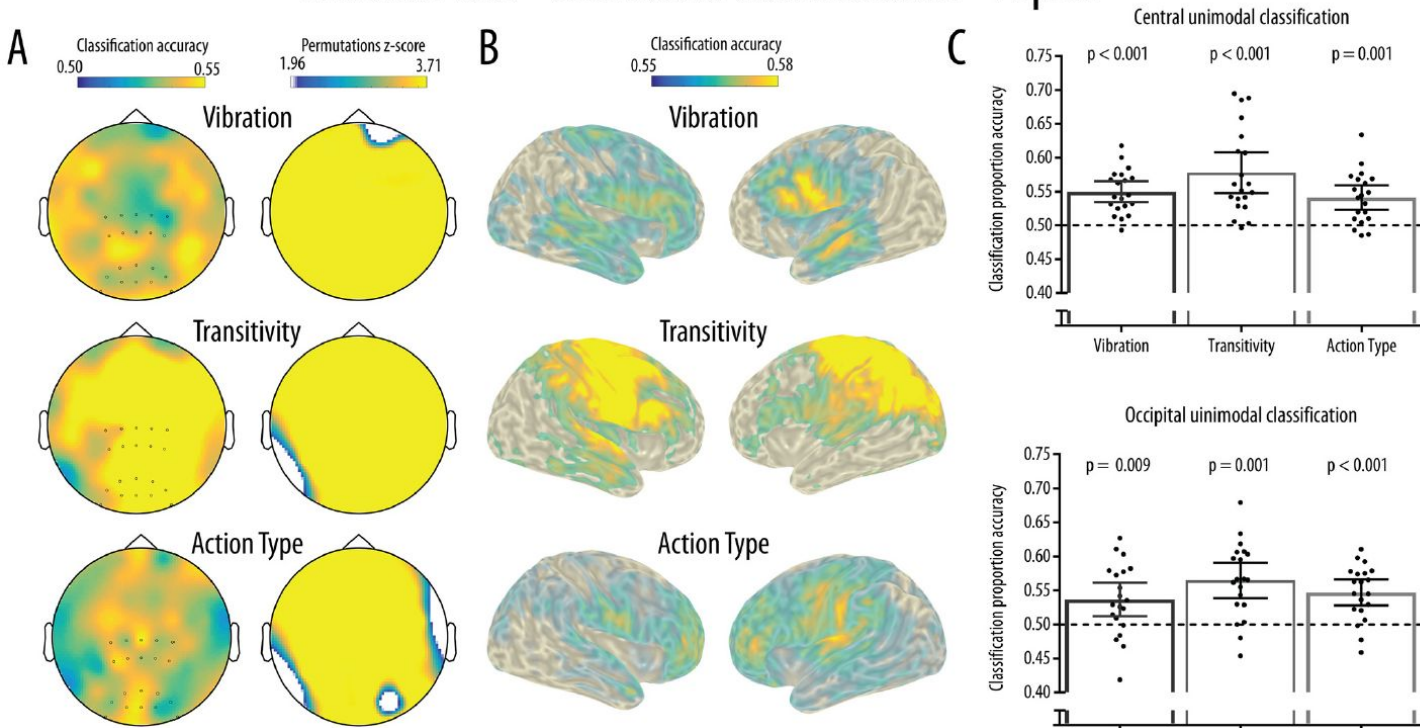 A
Classification accuracy
0.50 0.55
Permutations z-score
1.96 3.71
Vibration
Transitivity
Action Type
B
Classification accuracy
0.55 0.58
Vibration
Transitivity
Action Type
C
Central unimodal classification
p < 0.001 p < 0.001 p = 0.001
Classification proportion accuracy
0.75
0.70
0.65
0.60
0.55
0.50
0.45
0.40
Vibration Transitivity Action Type
Occipital uinimodal classification
p = 0.009 p = 0.001 p < 0.001
Classification proportion accuracy
0.75
0.70
0.65
0.60
0.55
0.50
0.45
0.40